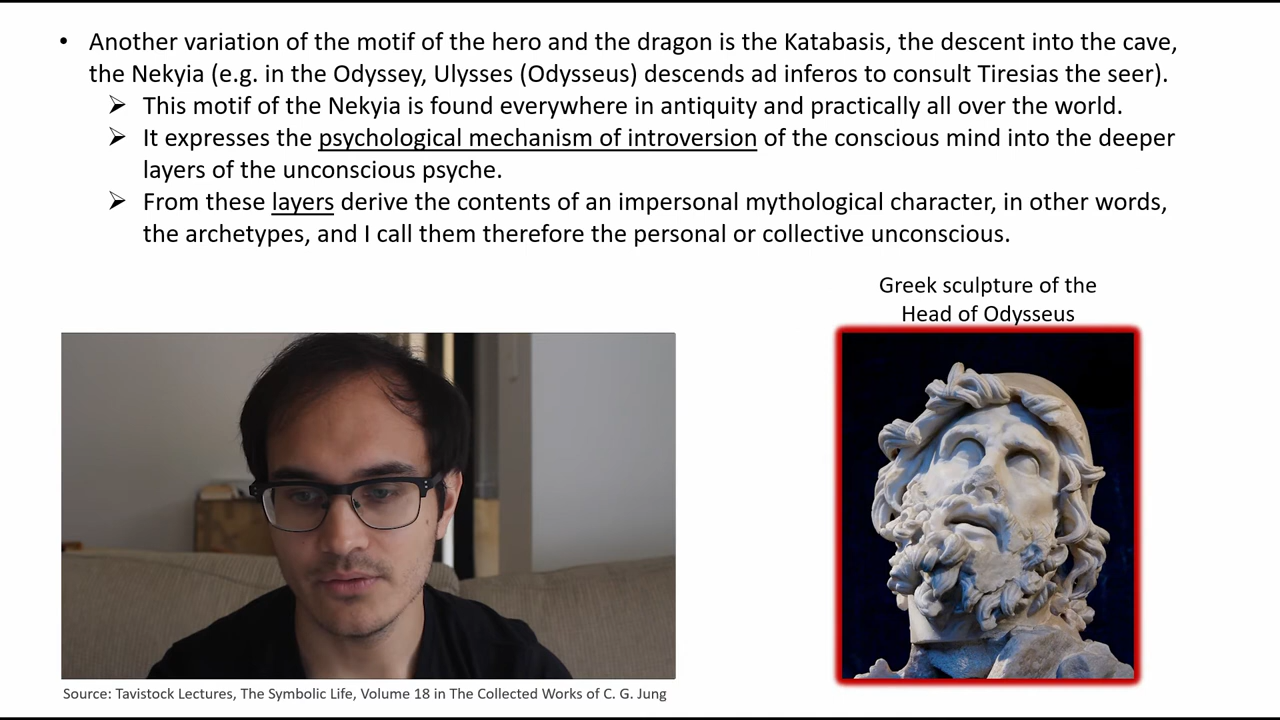 • Another variation of the motif of the hero and the dragon is the Katabasis, the descent into the cave,
the Nekyia (e.g. in the Odyssey, Ulysses (Odysseus) descends ad inferos to consult Tiresias the seer).
➢ This motif of the Nekyia is found everywhere in antiquity and practically all over the world.
➢ It expresses the psychological mechanism of introversion of the conscious mind into the deeper
layers of the unconscious psyche.
➢ From these layers derive the contents of an impersonal mythological character, in other words,
the archetypes, and I call them therefore the personal or collective unconscious.
Greek sculpture of the
Head of Odysseus
Source: Tavistock Lectures, The Symbolic Life, Volume 18 in The Collected Works of C. G. Jung